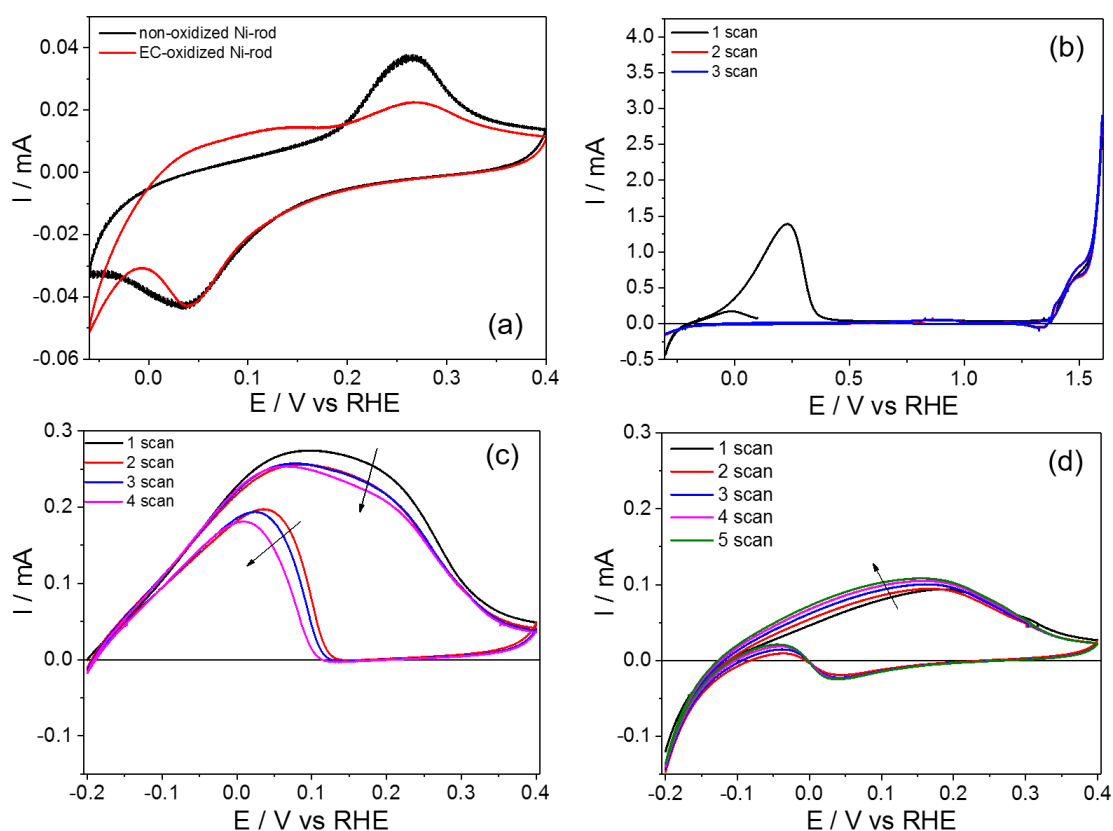 non-oxidized Ni-rod
EC-oxidized Ni-rod
0.04
0.02
0.00
-0.02
-0.04
-0.06
0.0
0.1
0.2
0.3
0.4
I / mA
E / V vs RHE
(a)
1 scan
2 scan
3 scan
4.0
3.5
3.0
2.5
2.0
1.5
1.0
0.5
0.0
-0.5
0.0
0.5
1.0
1.5
I / mA
E / V vs RHE
(b)
1 scan
2 scan
3 scan
4 scan
0.3
0.2
0.1
0.0
-0.1
-0.2
-0.1
0.0
0.1
0.2
0.3
0.4
I / mA
E / V vs RHE
(c)
1 scan
2 scan
3 scan
4 scan
5 scan
0.3
0.2
0.1
0.0
-0.1
-0.2
-0.1
0.0
0.1
0.2
0.3
0.4
I / mA
E / V vs RHE
(d)